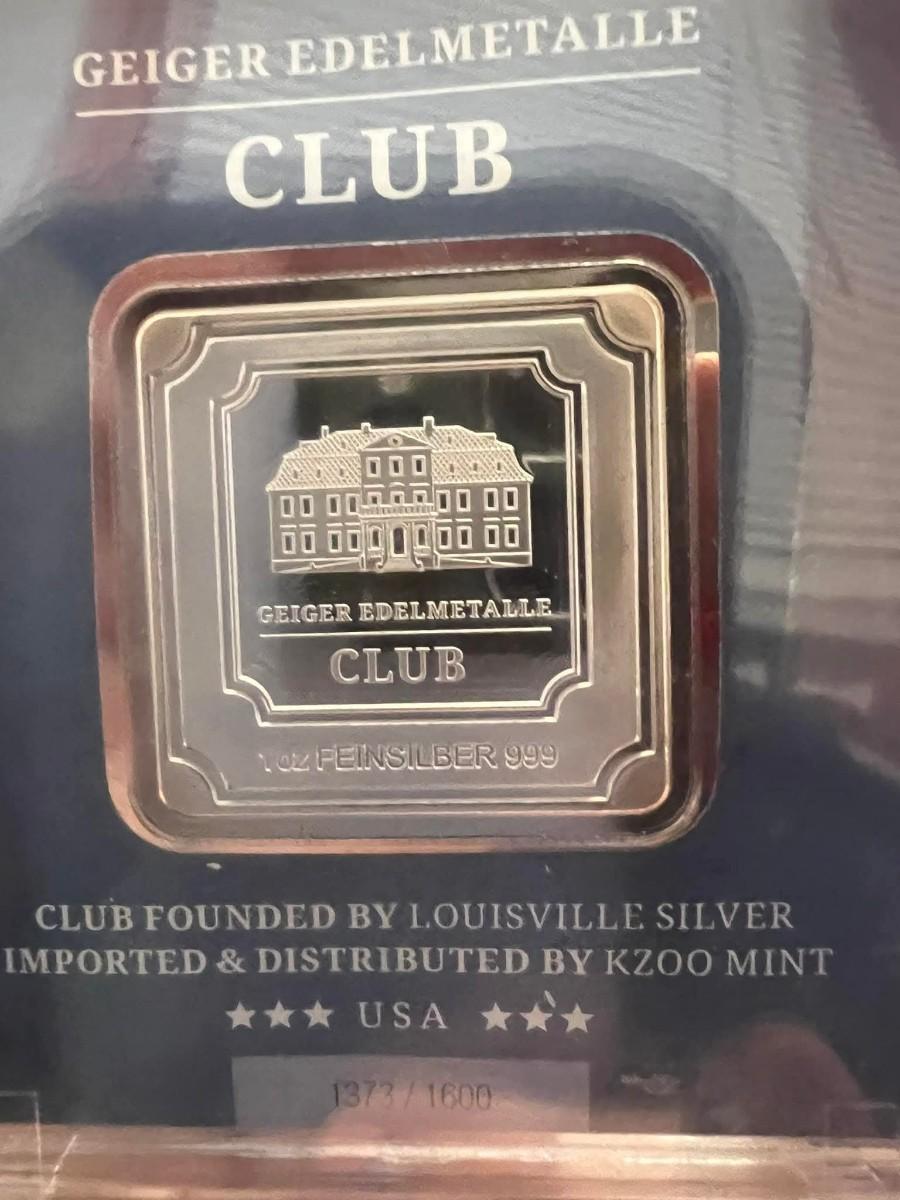 GEIGER EDELMETALLE
CLUB
GEIGER EDELMETALLE
CLUB
1 oz FEINSILBER 999
CLUB FOUNDED BY LOUISVILLE SILVER
IMPORTED & DISTRIBUTED BY KZOO MINT
★★★ USA ★★★
1373 / 1600